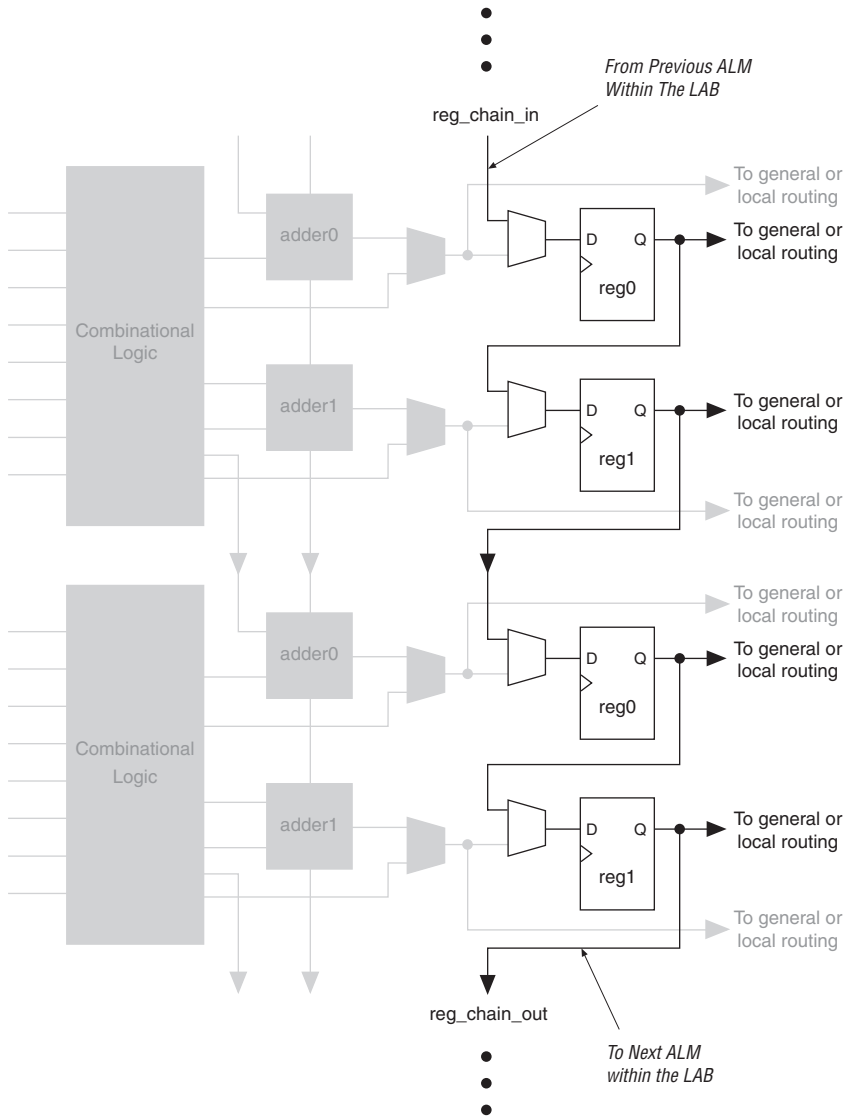 From Previous ALM
Within The LAB
reg_chain_in
To general or
local routing
adder0
D Q
To general or
local routing
reg0
Combinational
Logic
adder1
D Q
To general or
local routing
reg1
To general or
local routing
To general or
local routing
adder0
D Q
To general or
local routing
reg0
Combinational
Logic
adder1
D Q
To general or
local routing
reg1
To general or
local routing
reg_chain_out
To Next ALM
within the LAB